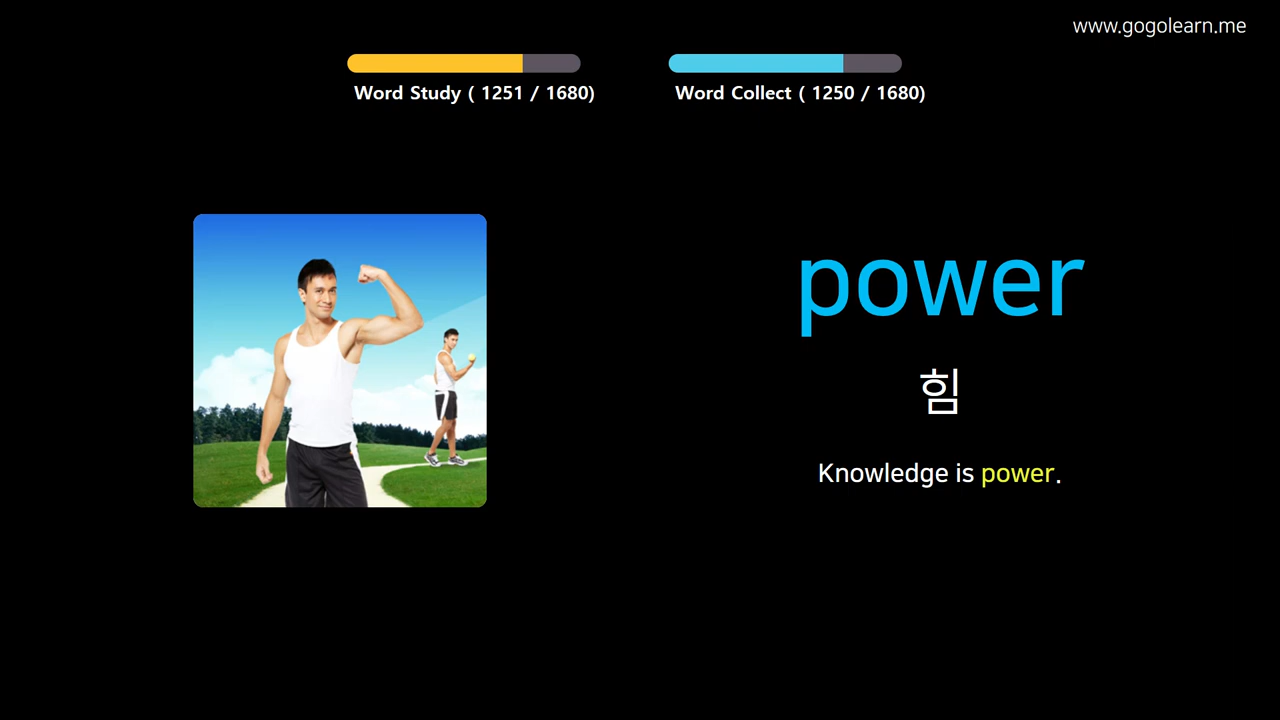 www.gogolearn.me
Word Study ( 1251 / 1680)
Word Collect ( 1250 / 1680)
power
힘
Knowledge is power.